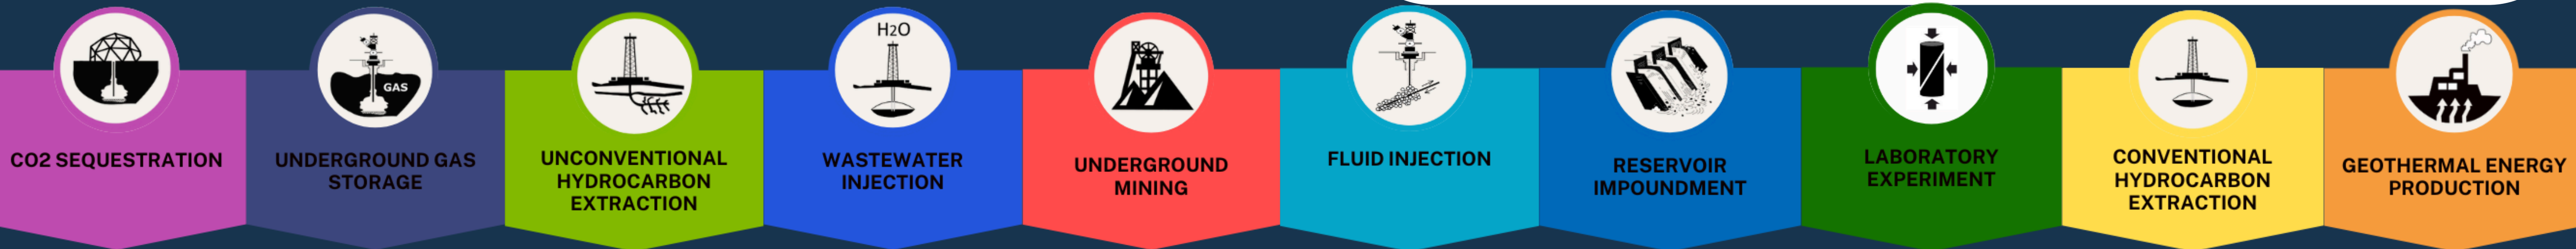 CO2 SEQUESTRATION
GAS
UNDERGROUND GAS
STORAGE
UNCONVENTIONAL
HYDROCARBON
EXTRACTION
H2O
WASTEWATER
INJECTION
UNDERGROUND
MINING
FLUID INJECTION
RESERVOIR
IMPOUNDMENT
LABORATORY
EXPERIMENT
CONVENTIONAL
HYDROCARBON
EXTRACTION
GEOTHERMAL ENERGY
PRODUCTION